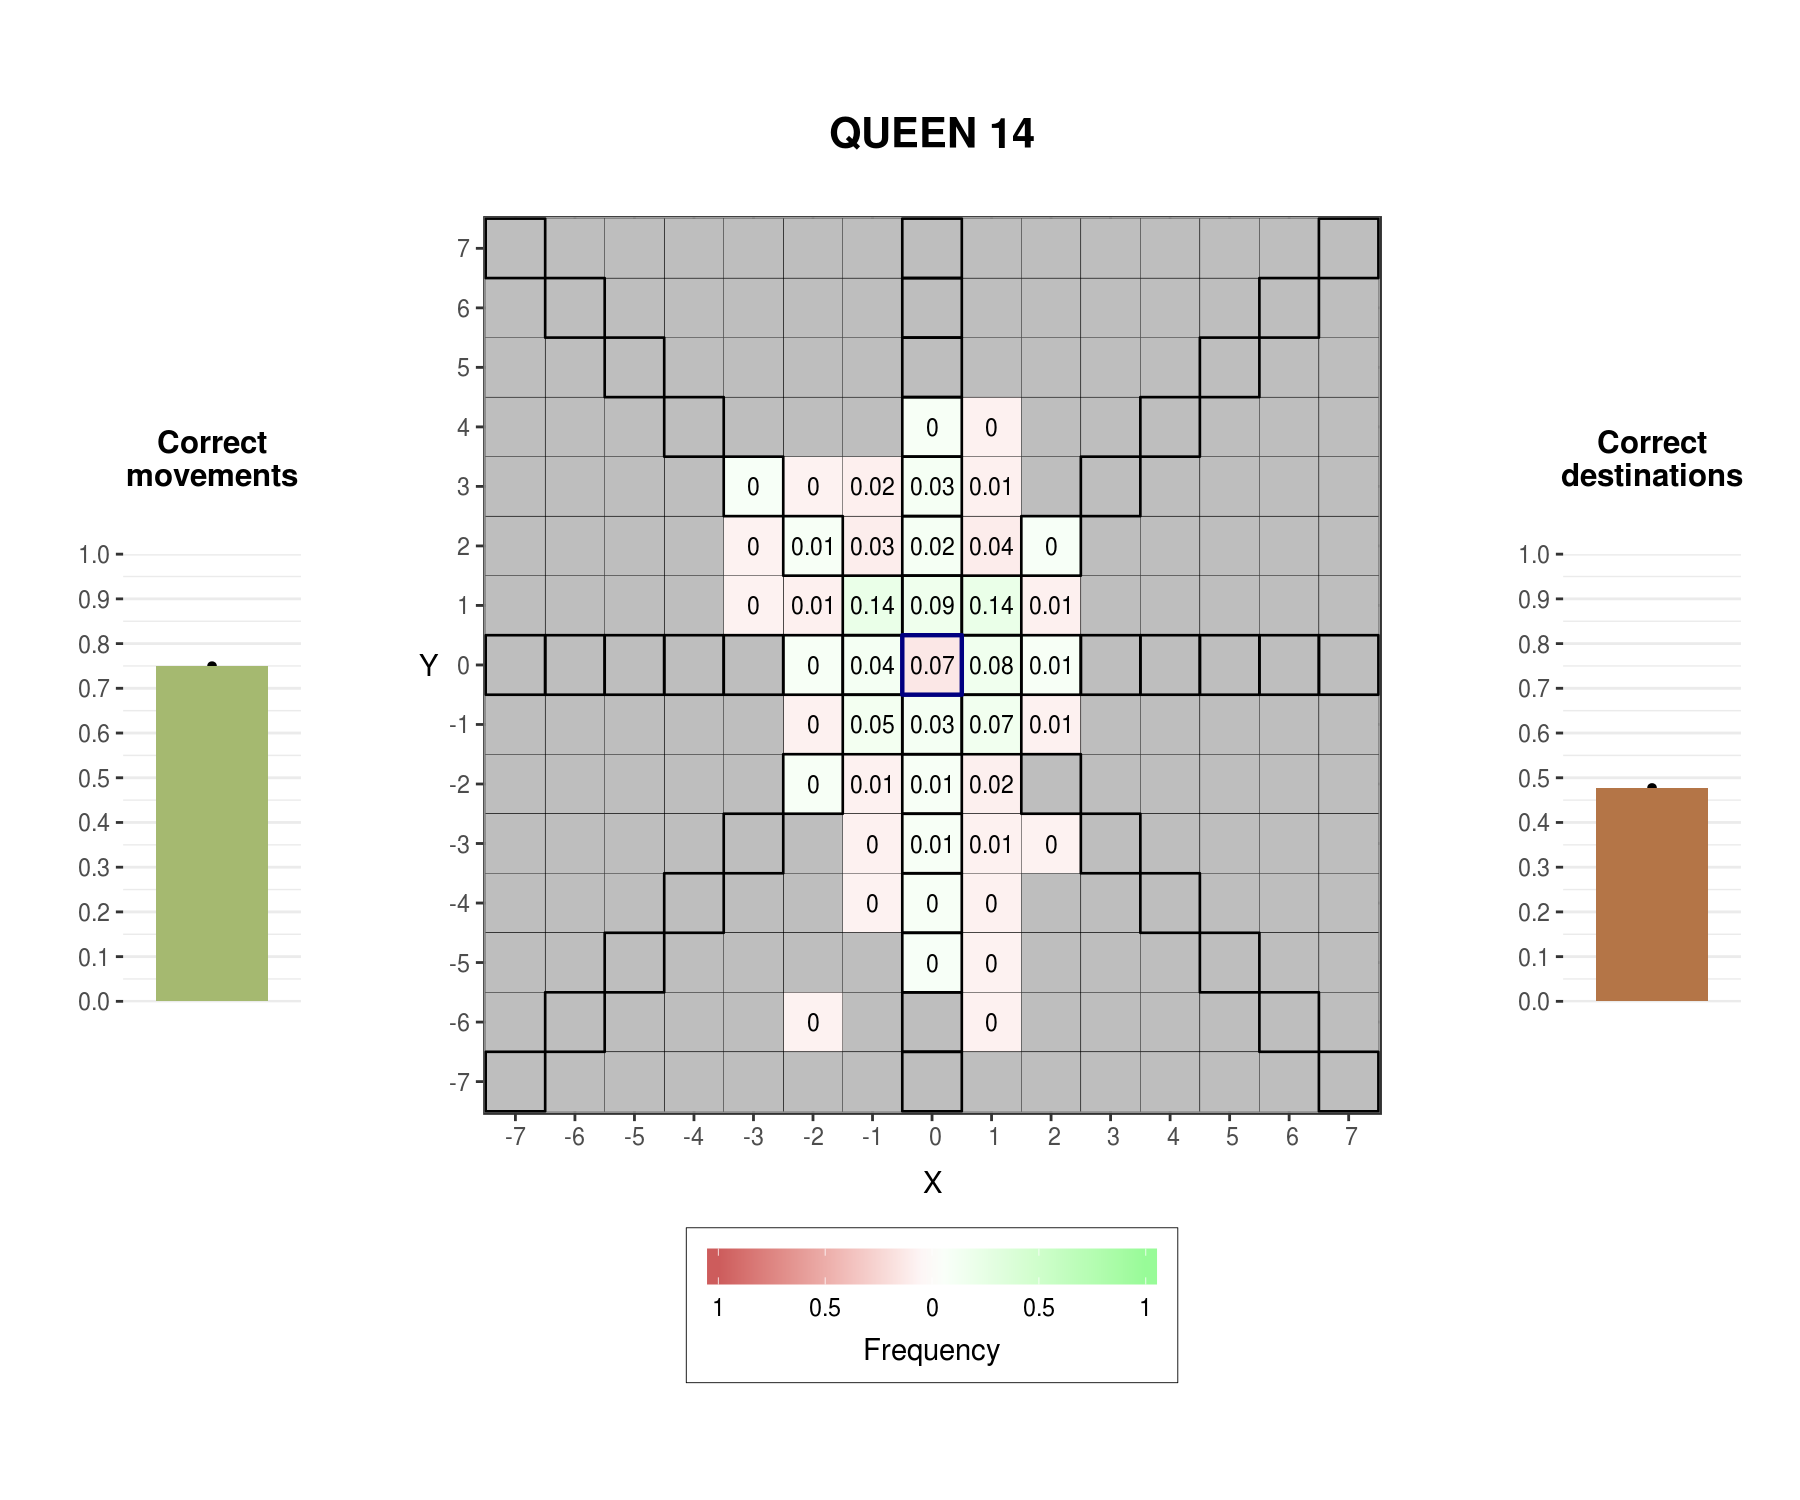 QUEEN 14
Correct
movements
1.0
0.9
0.8
0.7
0.6
0.5
0.4
0.3
0.2
0.1
0.0
Y
7
6
5
4 0 0
3 0 0 0.02 0.03 0.01
2 0 0.01 0.03 0.02 0.04 0
1 0 0.01 0.14 0.09 0.14 0.01
0 0 0.04 0.07 0.08 0.01
-1 0 0.05 0.03 0.07 0.01
-2 0 0.01 0.01 0.02
-3 0 0.01 0.01 0
-4 0 0 0
-5 0 0
-6 0 0
-7
-7 -6 -5 -4 -3 -2 -1 0 1 2 3 4 5 6 7
X
1 0.5 0 0.5 1
Frequency
Correct
destinations
1.0
0.9
0.8
0.7
0.6
0.5
0.4
0.3
0.2
0.1
0.0